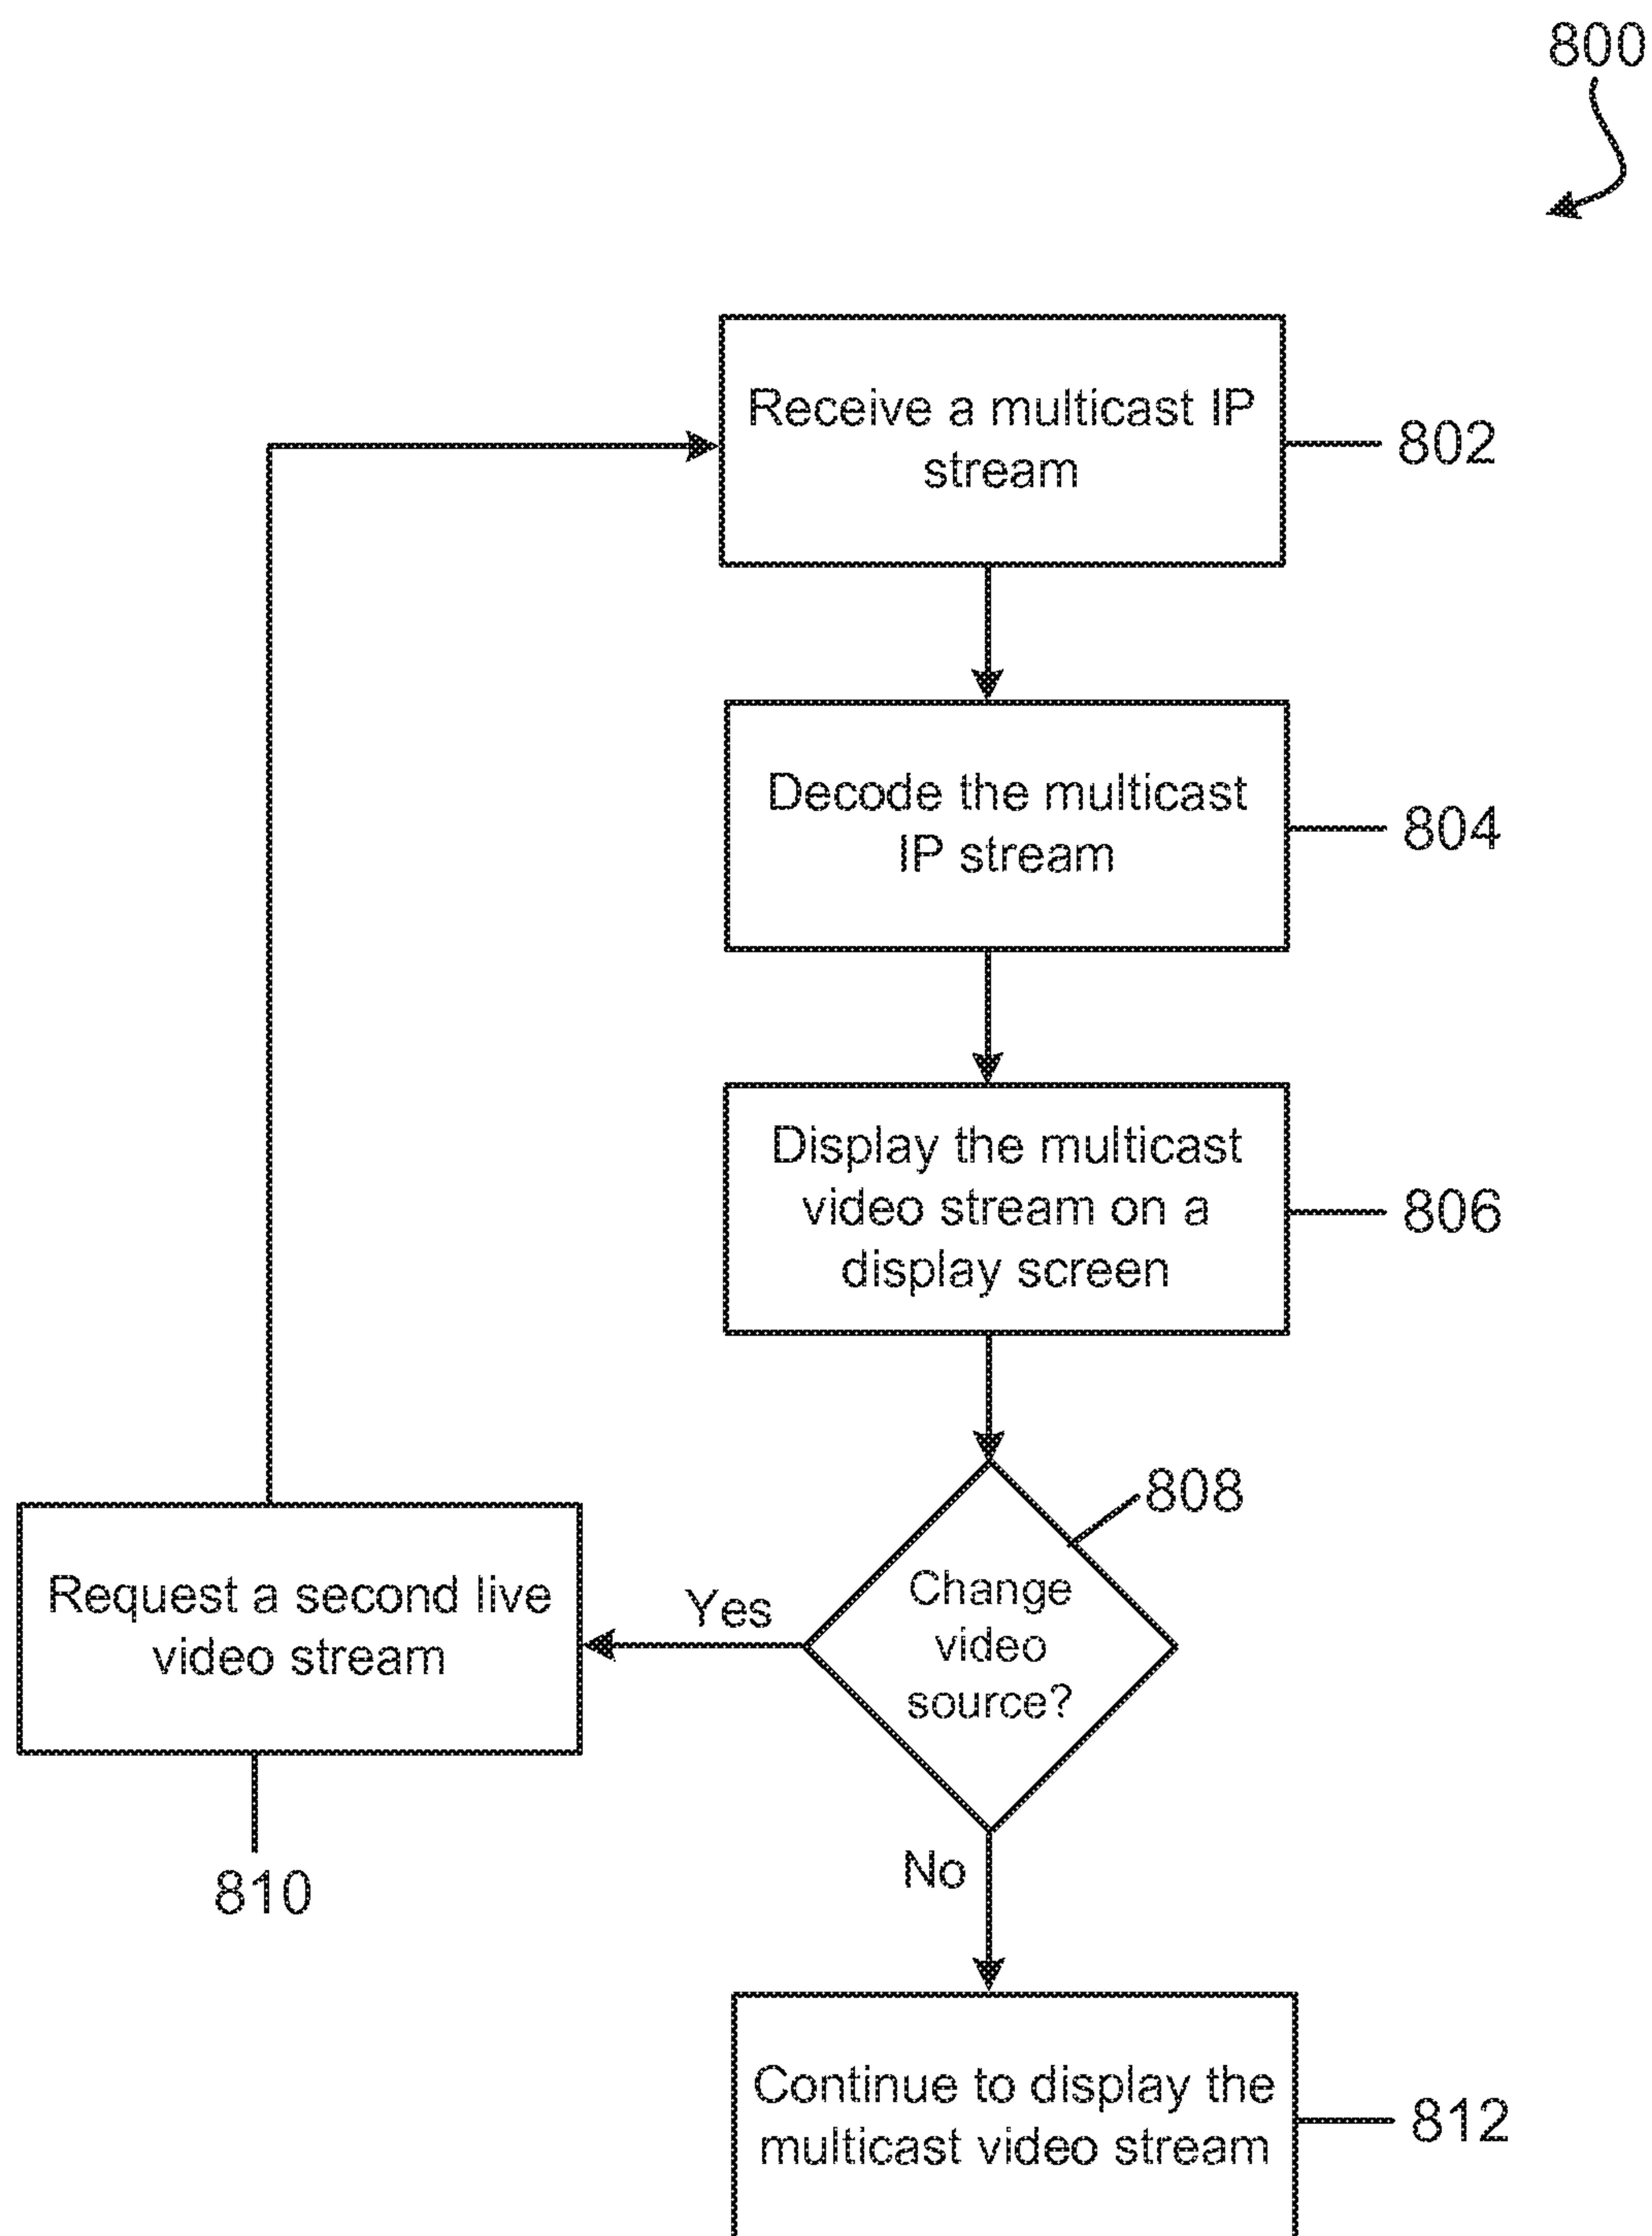 800
Receive a multicast IP
stream
802
Decode the multicast
IP stream
804
Display the multicast
video stream on a
display screen
806
808
Change
video
source?
Yes
Request a second live
video stream
810
No
Continue to display the
multicast video stream
812